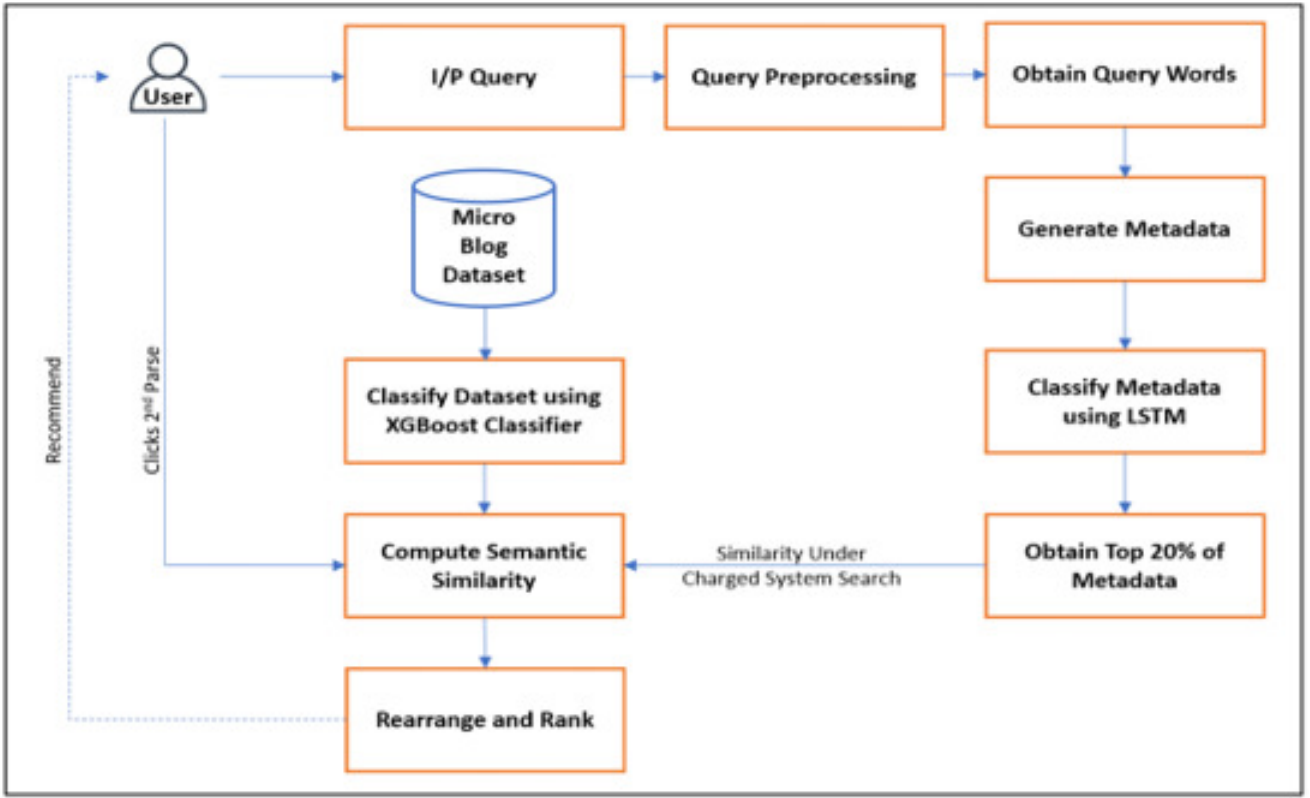 User
I/P Query
Query Preprocessing
Obtain Query Words
Micro
Blog
Dataset
Generate Metadata
Classify Dataset using
XGBoost Classifier
Classify Metadata
using LSTM
Recommend
Clicks 2nd Parse
Compute Semantic
Similarity
Similarity Under
Charged System Search
Obtain Top 20% of
Metadata
Rearrange and Rank